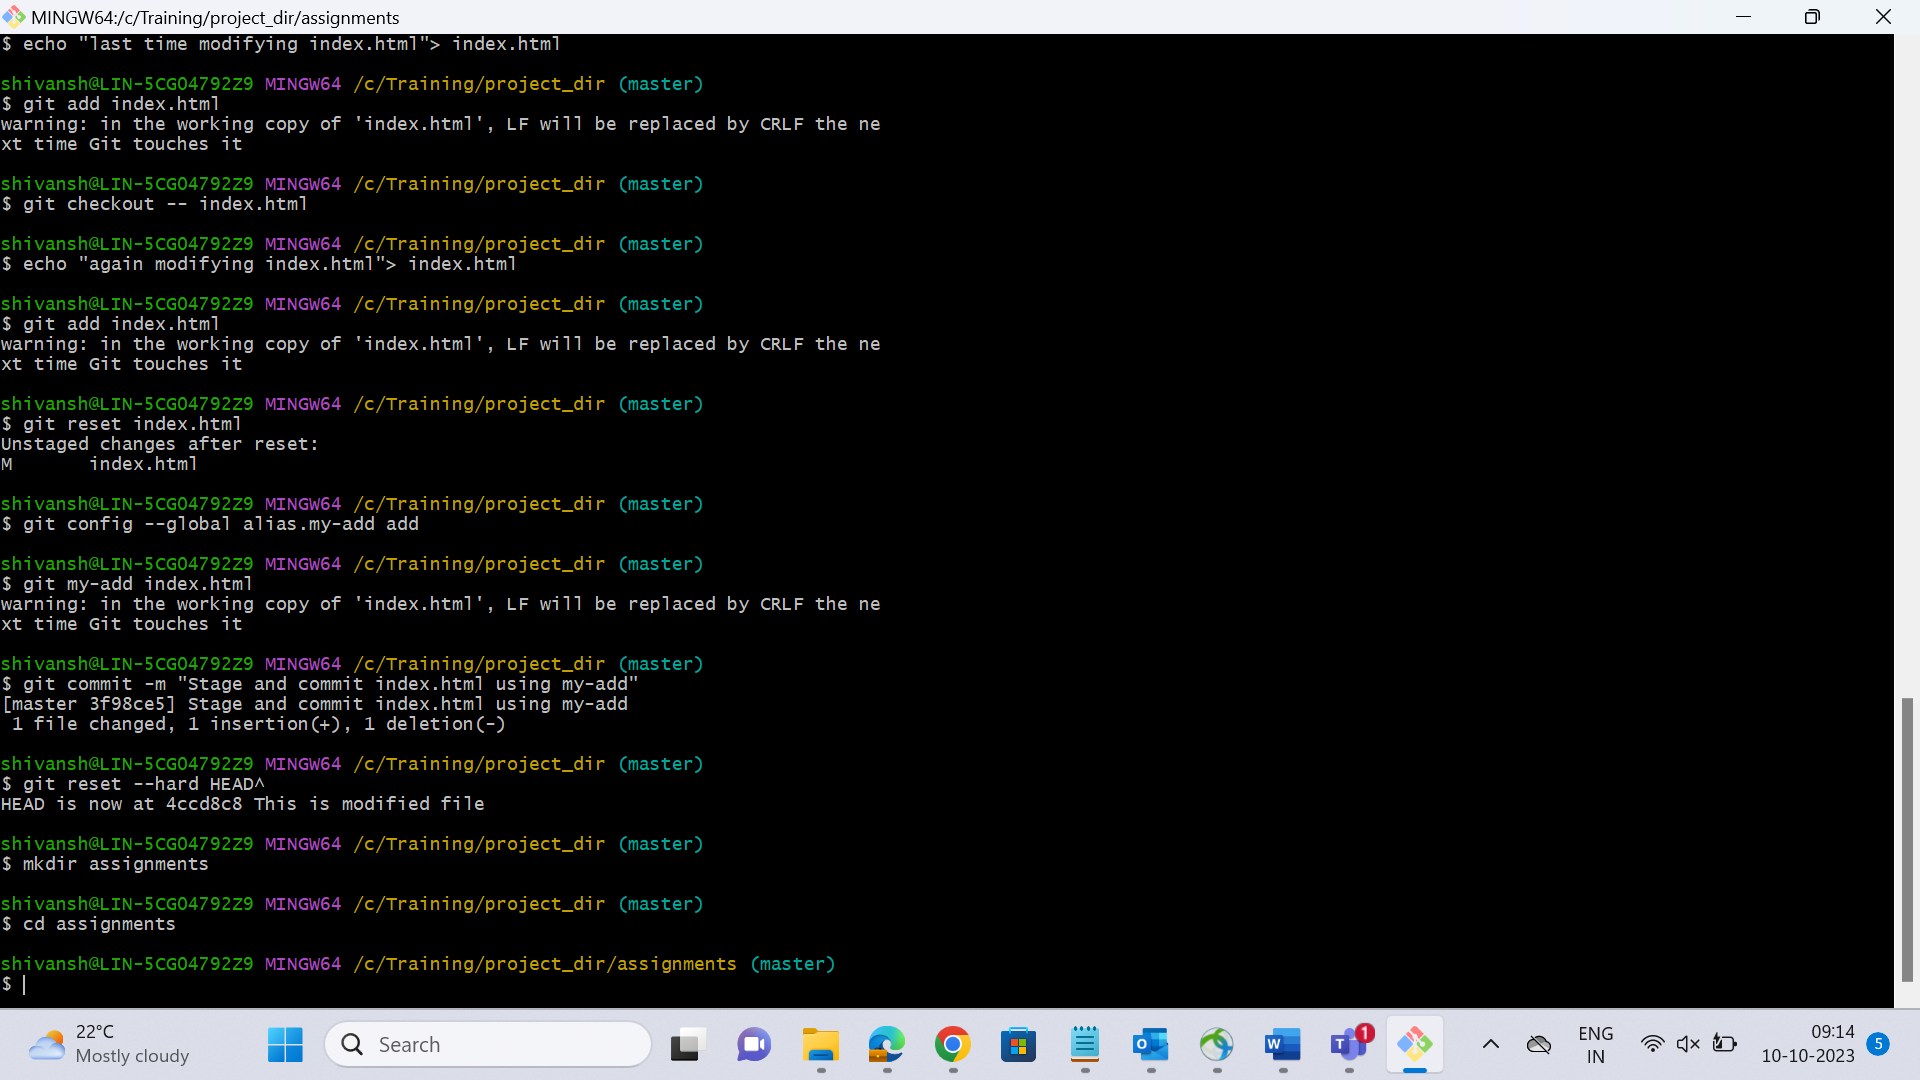 MINGW64:/c/Training/project_dir/assignments
$ echo "last time modifying index.html"> index.html
shivansh@LIN-5CG04792Z9 MINGW64 /c/Training/project_dir (master)
$ git add index.html
warning: in the working copy of 'index.html', LF will be replaced by CRLF the ne
xt time Git touches it
shivansh@LIN-5CG04792Z9 MINGW64 /c/Training/project_dir (master)
$ git checkout -- index.html
shivansh@LIN-5CG04792Z9 MINGW64 /c/Training/project_dir (master)
$ echo "again modifying index.html"> index.html
shivansh@LIN-5CG04792Z9 MINGW64 /c/Training/project_dir (master)
$ git add index.html
warning: in the working copy of 'index.html', LF will be replaced by CRLF the ne
xt time Git touches it
shivansh@LIN-5CG04792Z9 MINGW64 /c/Training/project_dir (master)
$ git reset index.html
Unstaged changes after reset:
M       index.html
shivansh@LIN-5CG04792Z9 MINGW64 /c/Training/project_dir (master)
$ git config --global alias.my-add add
shivansh@LIN-5CG04792Z9 MINGW64 /c/Training/project_dir (master)
$ git my-add index.html
warning: in the working copy of 'index.html', LF will be replaced by CRLF the ne
xt time Git touches it
shivansh@LIN-5CG04792Z9 MINGW64 /c/Training/project_dir (master)
$ git commit -m "Stage and commit index.html using my-add"
[master 3f98ce5] Stage and commit index.html using my-add
 1 file changed, 1 insertion(+), 1 deletion(-)
shivansh@LIN-5CG04792Z9 MINGW64 /c/Training/project_dir (master)
$ git reset --hard HEAD^
HEAD is now at 4ccd8c8 This is modified file
shivansh@LIN-5CG04792Z9 MINGW64 /c/Training/project_dir (master)
$ mkdir assignments
shivansh@LIN-5CG04792Z9 MINGW64 /c/Training/project_dir (master)
$ cd assignments
shivansh@LIN-5CG04792Z9 MINGW64 /c/Training/project_dir/assignments (master)
$
22°C
Mostly cloudy
Search
1
ENG
IN
09:14
10-10-2023
5